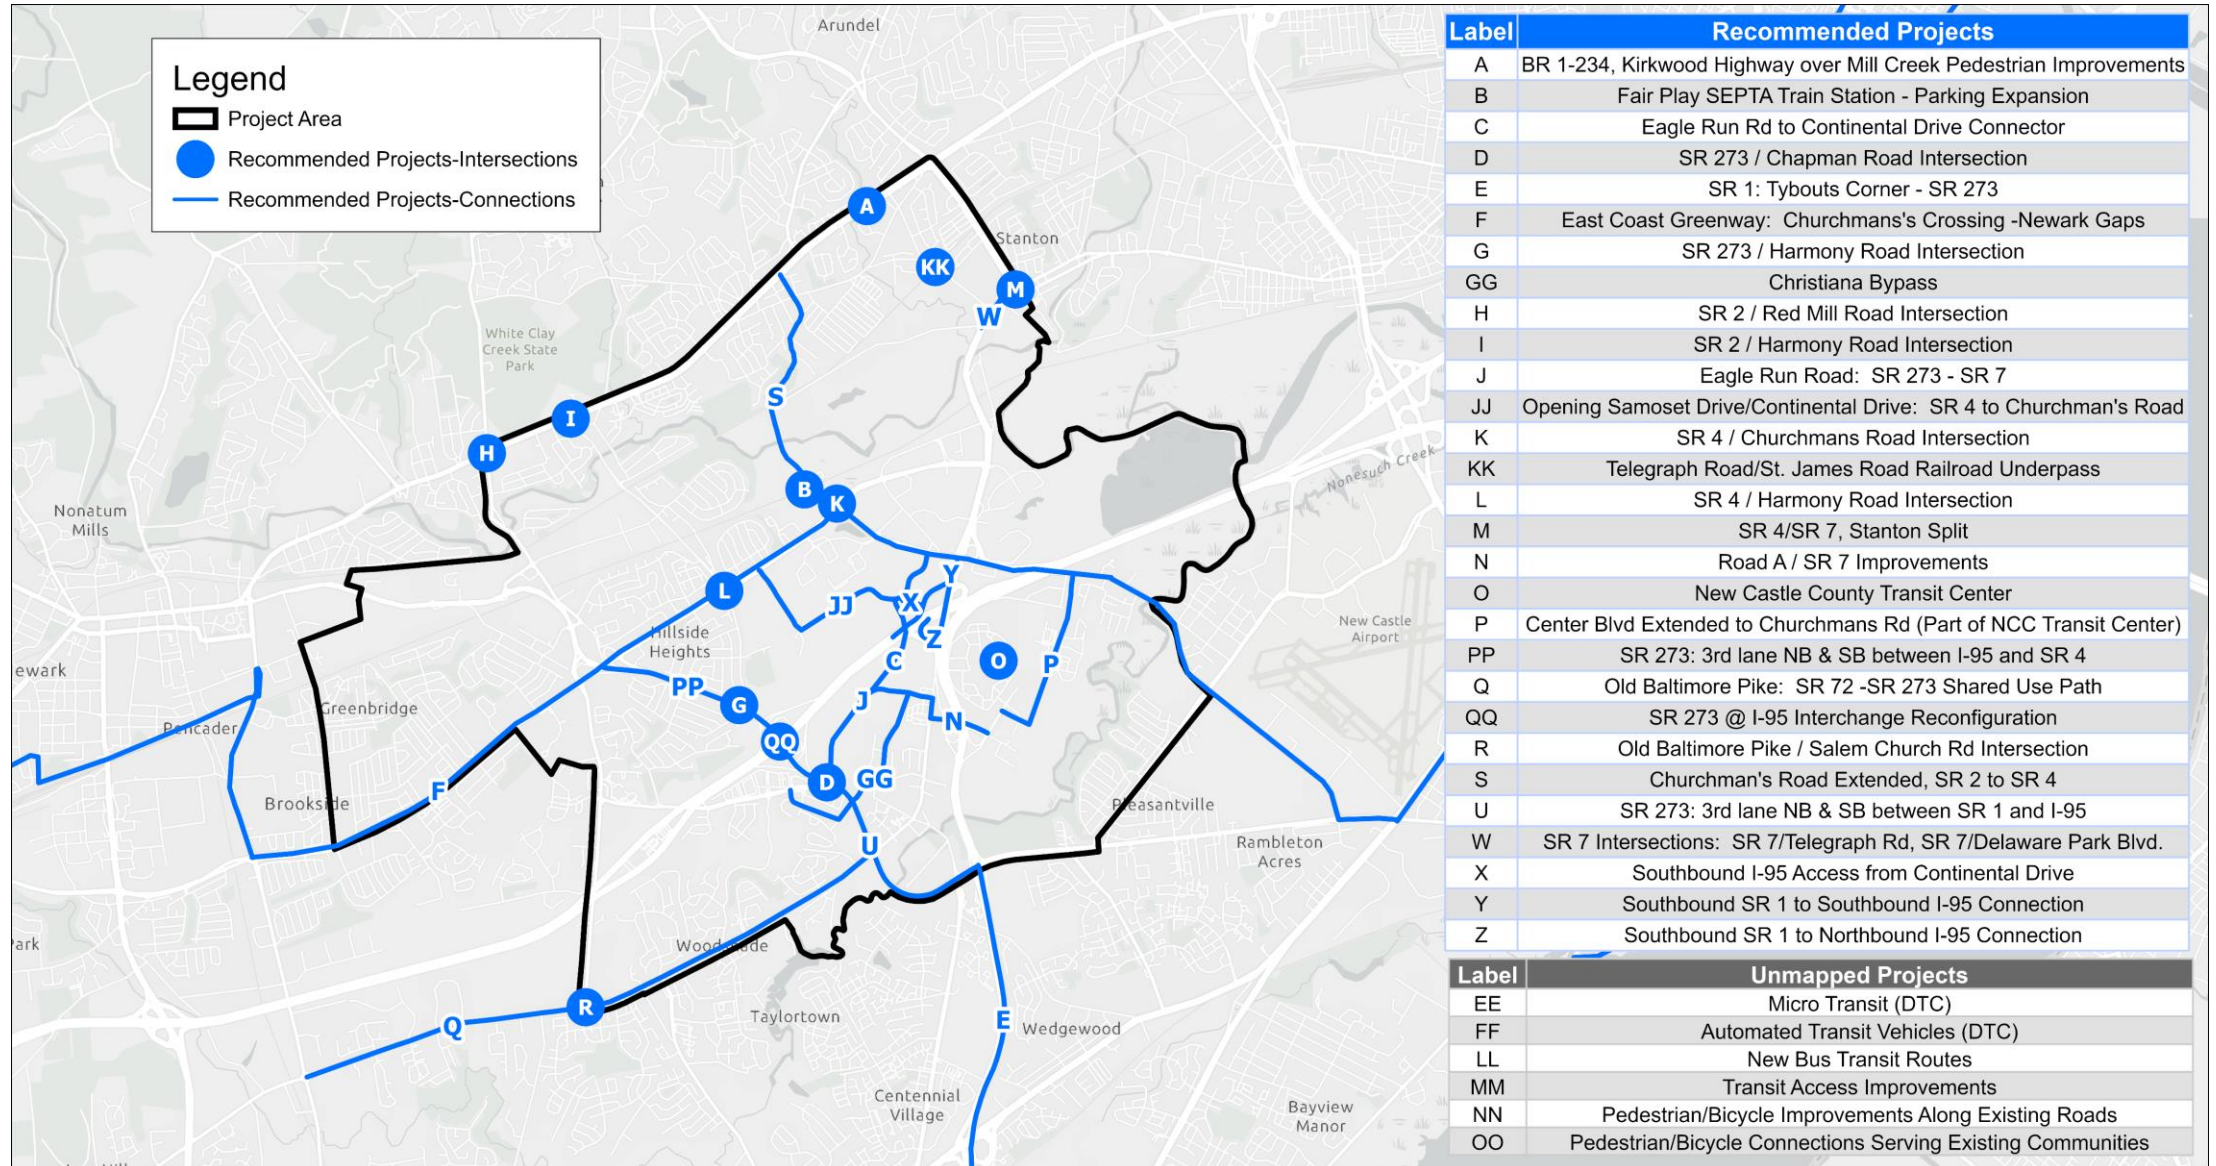 Arundel
Legend
Project Area
Recommended Projects-Intersections
Recommended Projects-Connections
A
Stanton
KK
M
W
White Clay
Creek State
Park
S
I
H
B
K
Nonesuch Creek
Nonatum
Mills
Y
L
JJ
X
Z
New Castle
Airport
Hillside
Heights
C
O
P
ewark
PP
G
J
N
Greenbridge
Pencader
QQ
D
GG
F
Brookside
Pleasantville
U
Rambleton
Acres
ark
R
Q
Taylortown
E
Wedgewood
Centennial
Village
Bayview
Manor
Label Recommended Projects
A BR 1-234, Kirkwood Highway over Mill Creek Pedestrian Improvements
B Fair Play SEPTA Train Station - Parking Expansion
C Eagle Run Rd to Continental Drive Connector
D SR 273 / Chapman Road Intersection
E SR 1: Tybouts Corner - SR 273
F East Coast Greenway: Churchmans's Crossing -Newark Gaps
G SR 273 / Harmony Road Intersection
GG Christiana Bypass
H SR 2 / Red Mill Road Intersection
I SR 2 / Harmony Road Intersection
J Eagle Run Road: SR 273 - SR 7
JJ Opening Samoset Drive/Continental Drive: SR 4 to Churchman's Road
K SR 4 / Churchmans Road Intersection
KK Telegraph Road/St. James Road Railroad Underpass
L SR 4 / Harmony Road Intersection
M SR 4/SR 7, Stanton Split
N Road A / SR 7 Improvements
O New Castle County Transit Center
P Center Blvd Extended to Churchmans Rd (Part of NCC Transit Center)
PP SR 273: 3rd lane NB & SB between I-95 and SR 4
Q Old Baltimore Pike: SR 72 -SR 273 Shared Use Path
QQ SR 273 @ I-95 Interchange Reconfiguration
R Old Baltimore Pike / Salem Church Rd Intersection
S Churchman's Road Extended, SR 2 to SR 4
U SR 273: 3rd lane NB & SB between SR 1 and I-95
W SR 7 Intersections: SR 7/Telegraph Rd, SR 7/Delaware Park Blvd.
X Southbound I-95 Access from Continental Drive
Y Southbound SR 1 to Southbound I-95 Connection
Z Southbound SR 1 to Northbound I-95 Connection
Label Unmapped Projects
EE Micro Transit (DTC)
FF Automated Transit Vehicles (DTC)
LL New Bus Transit Routes
MM Transit Access Improvements
NN Pedestrian/Bicycle Improvements Along Existing Roads
OO Pedestrian/Bicycle Connections Serving Existing Communities